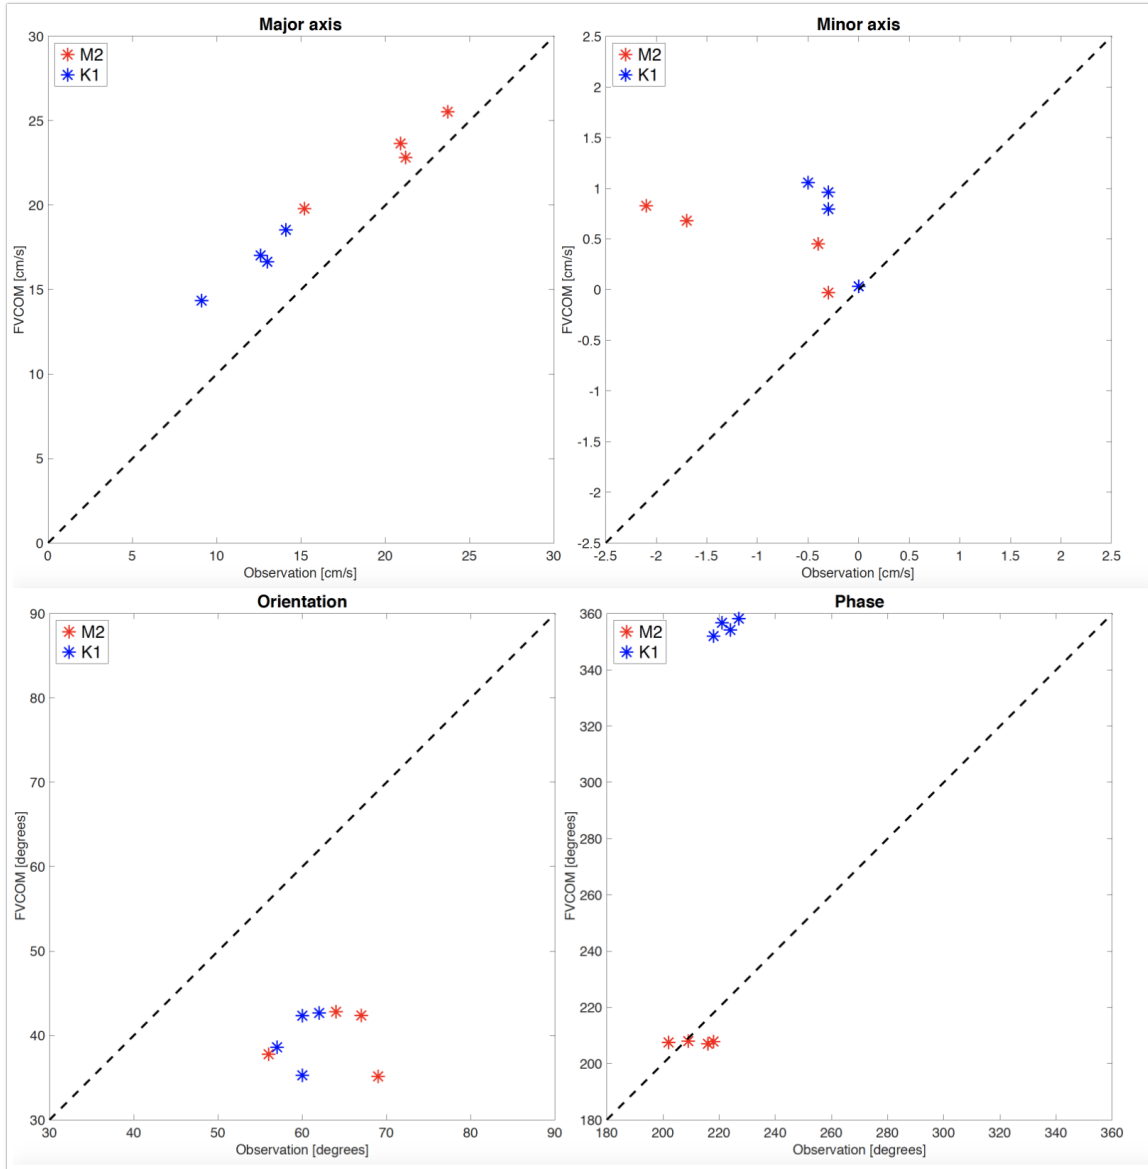 Major axis
M2
K1
30
25
20
15
10
5
0
0 5 10 15 20 25 30
FVCOM [cm/s]
Observation [cm/s]
Minor axis
M2
K1
2.5
2
1.5
1
0.5
0
-0.5
-1
-1.5
-2
-2.5
-2.5 -2 -1.5 -1 -0.5 0 0.5 1 1.5 2 2.5
FVCOM [cm/s]
Observation [cm/s]
Orientation
M2
K1
90
80
70
60
50
40
30
30 40 50 60 70 80 90
FVCOM [degrees]
Observation [degrees]
Phase
M2
K1
360
340
320
300
280
260
240
220
200
180
180 200 220 240 260 280 300 320 340 360
FVCOM [degrees]
Observation [degrees]